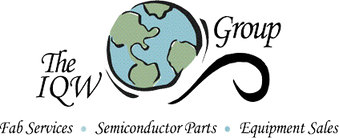 The IQW Group
Fab Services • Semiconductor Parts • Equipment Sales